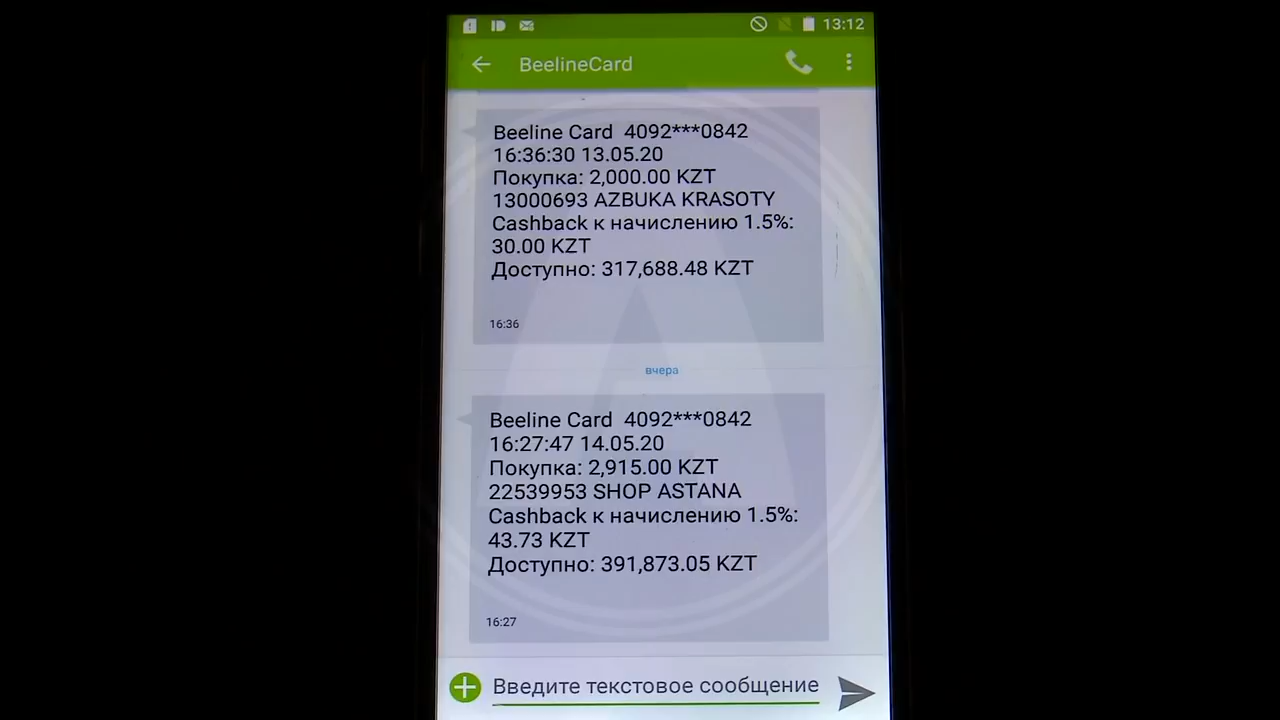 13:12
BeelineCard
Beeline Card 4092***0842
16:36:30 13.05.20
Покупка: 2,000.00 KZT
13000693 AZBUKA KRASOTY
Cashback к начислению 1.5%:
30.00 KZT
Доступно: 317,688.48 KZT
16:36
вчера
Beeline Card 4092***0842
16:27:47 14.05.20
Покупка: 2,915.00 KZT
22539953 SHOP ASTANA
Cashback к начислению 1.5%:
43.73 KZT
Доступно: 391,873.05 KZT
16:27
Введите текстовое сообщение